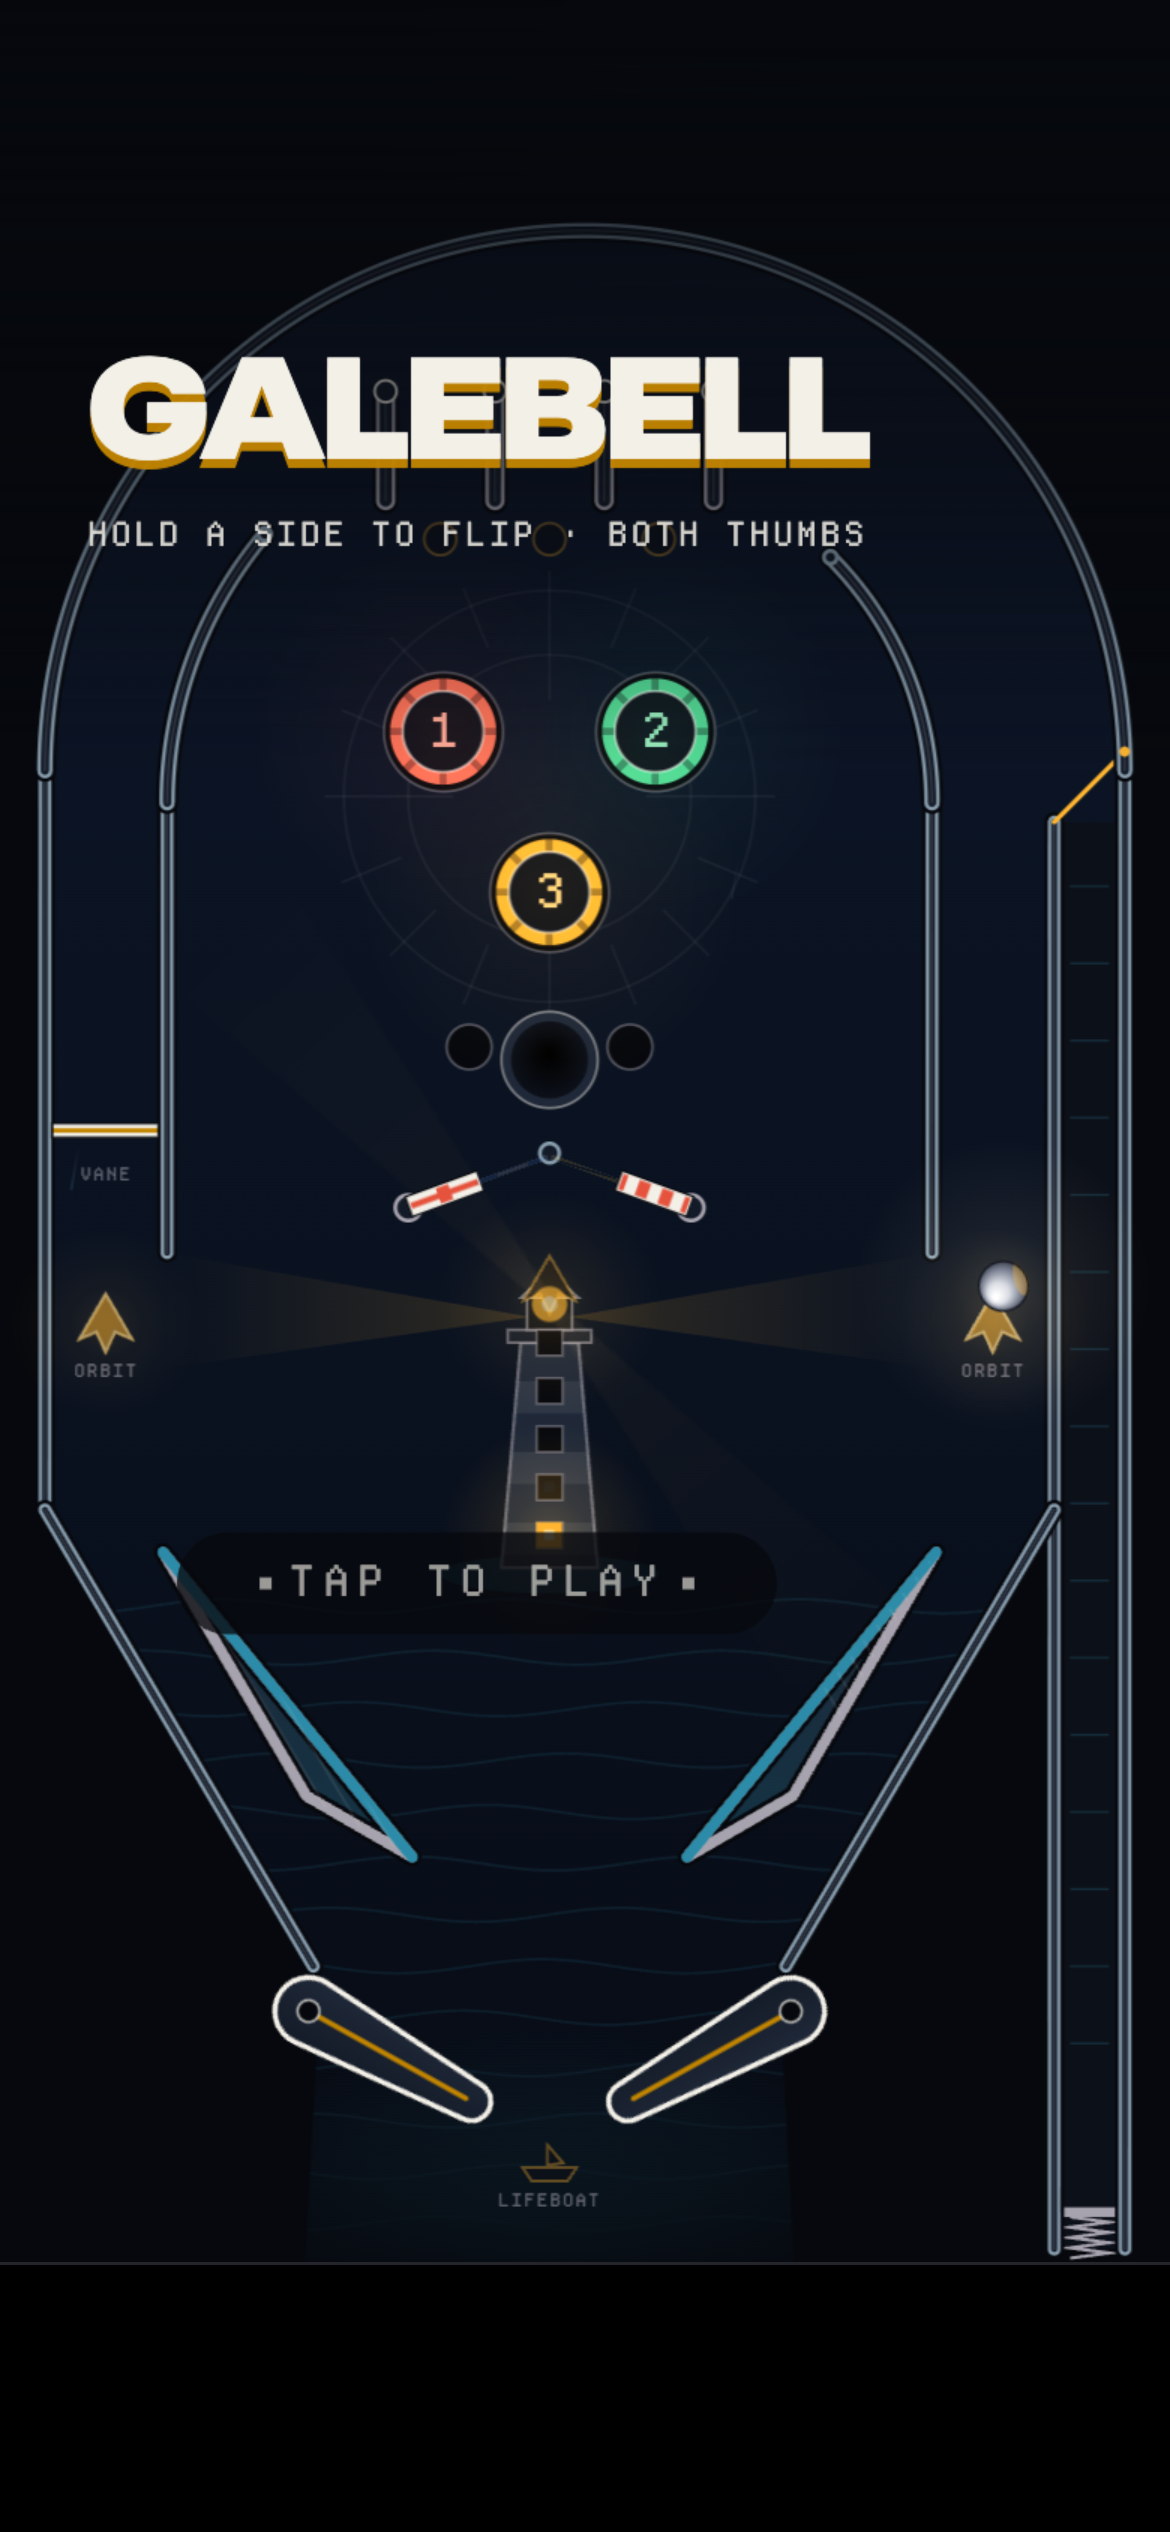 GALEBELL
HOLD A SIDE TO FLIP · BOTH THUMBS
1
2
3
VANE
ORBIT
ORBIT
▪TAP TO PLAY▪
LIFEBOAT